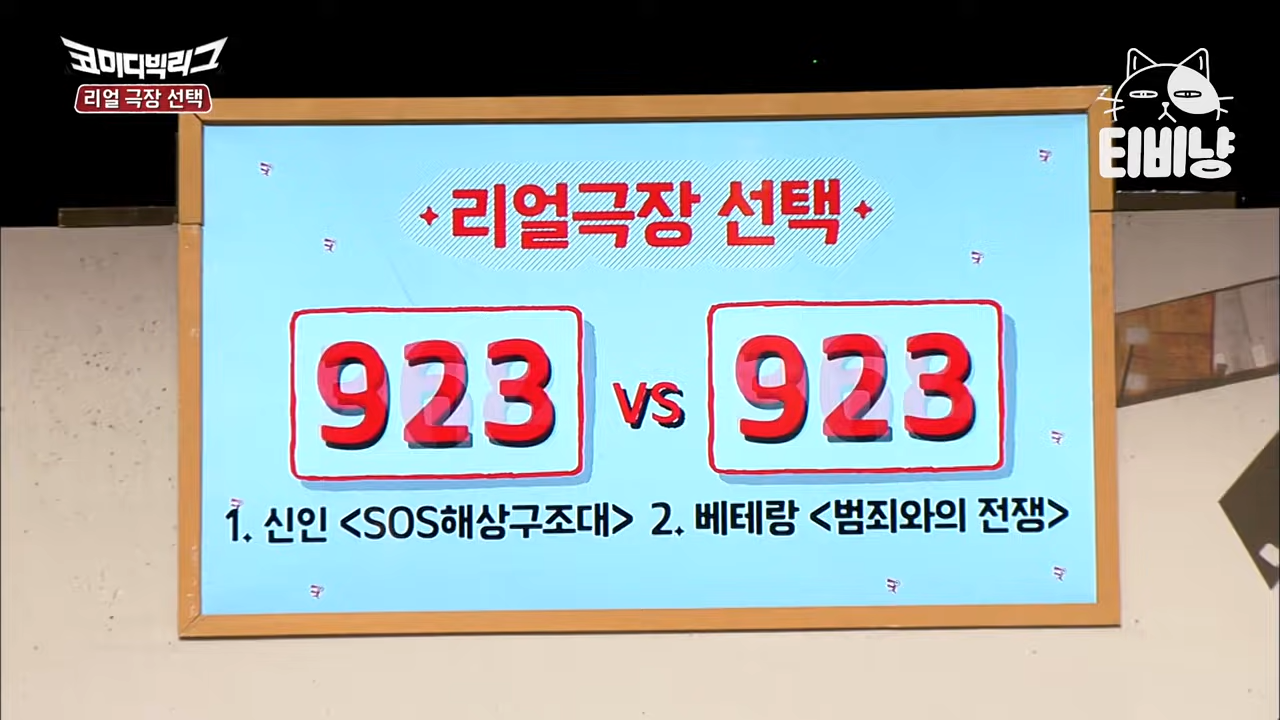 코미디빅리그
리얼 극장 선택
티비냥
리얼극장 선택
923 vs 923
1. 신인 <SOS해상구조대> 2. 베테랑 <범죄와의 전쟁>